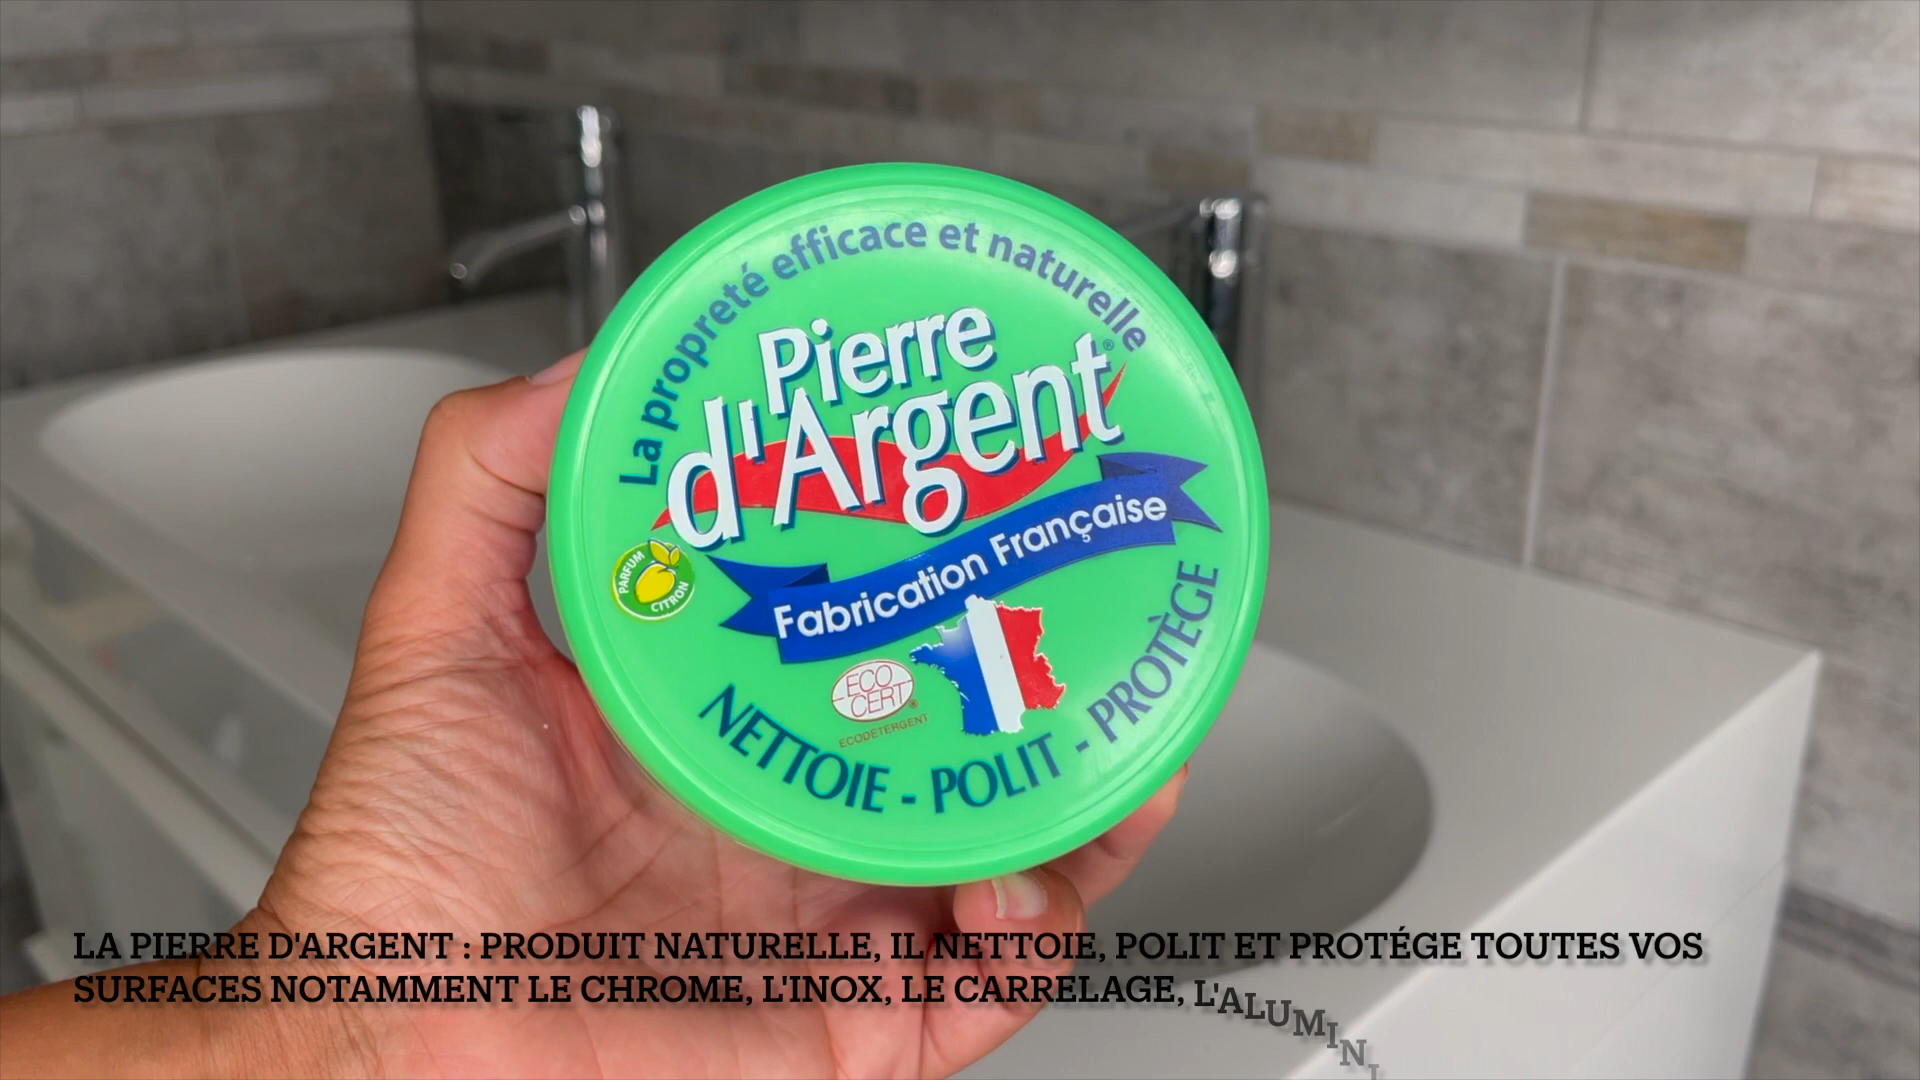 La propreté efficace et naturelle
Pierre
d'Argent®
Fabrication Française
PARFUM
CITRON
ECO
CERT®
ECODETERGENT
NETTOIE - POLIT - PROTÈGE
LA PIERRE D'ARGENT : PRODUIT NATURELLE, IL NETTOIE, POLIT ET PROTÉGE TOUTES VOS
SURFACES NOTAMMENT LE CHROME, L'INOX, LE CARRELAGE, L'ALUMINI